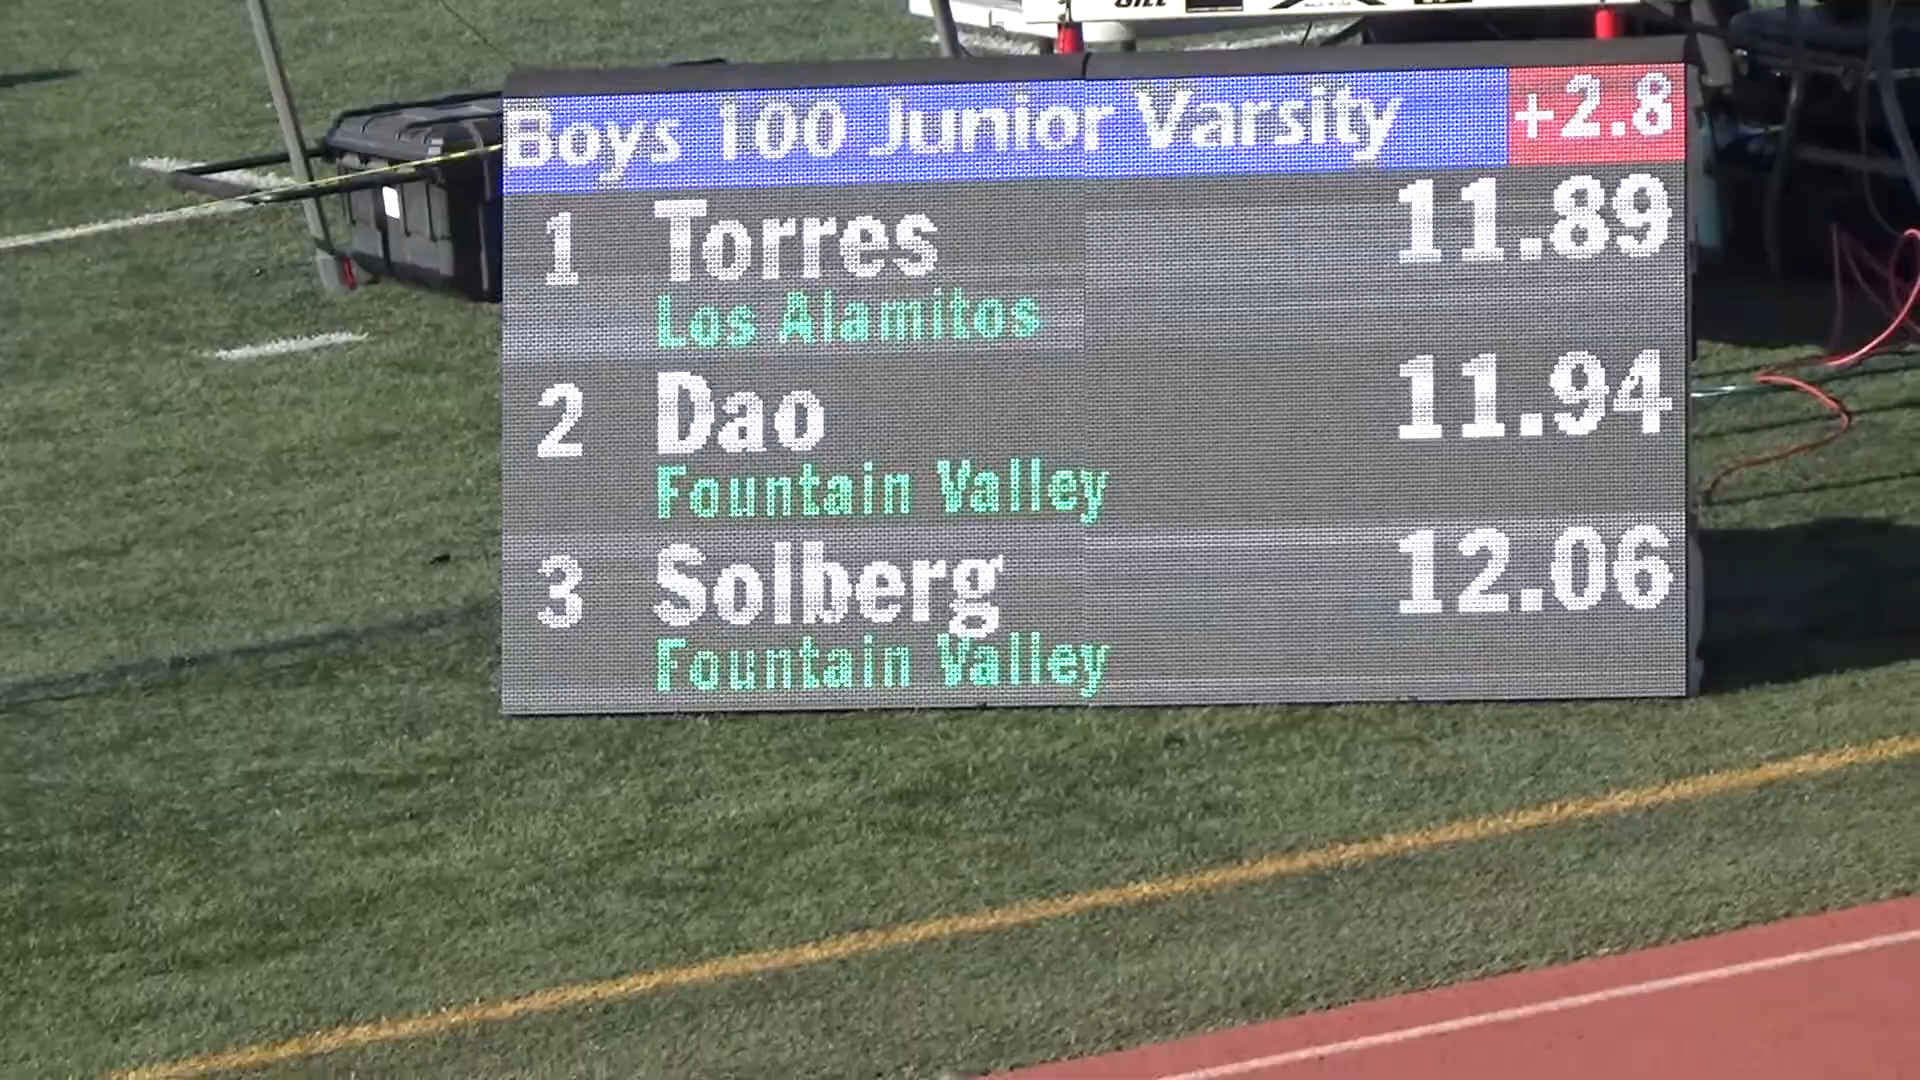 Boys 100 Junior Varsity +2.8
1 Torres 11.89
Los Alamitos
2 Dao 11.94
Fountain Valley
3 Solberg 12.06
Fountain Valley